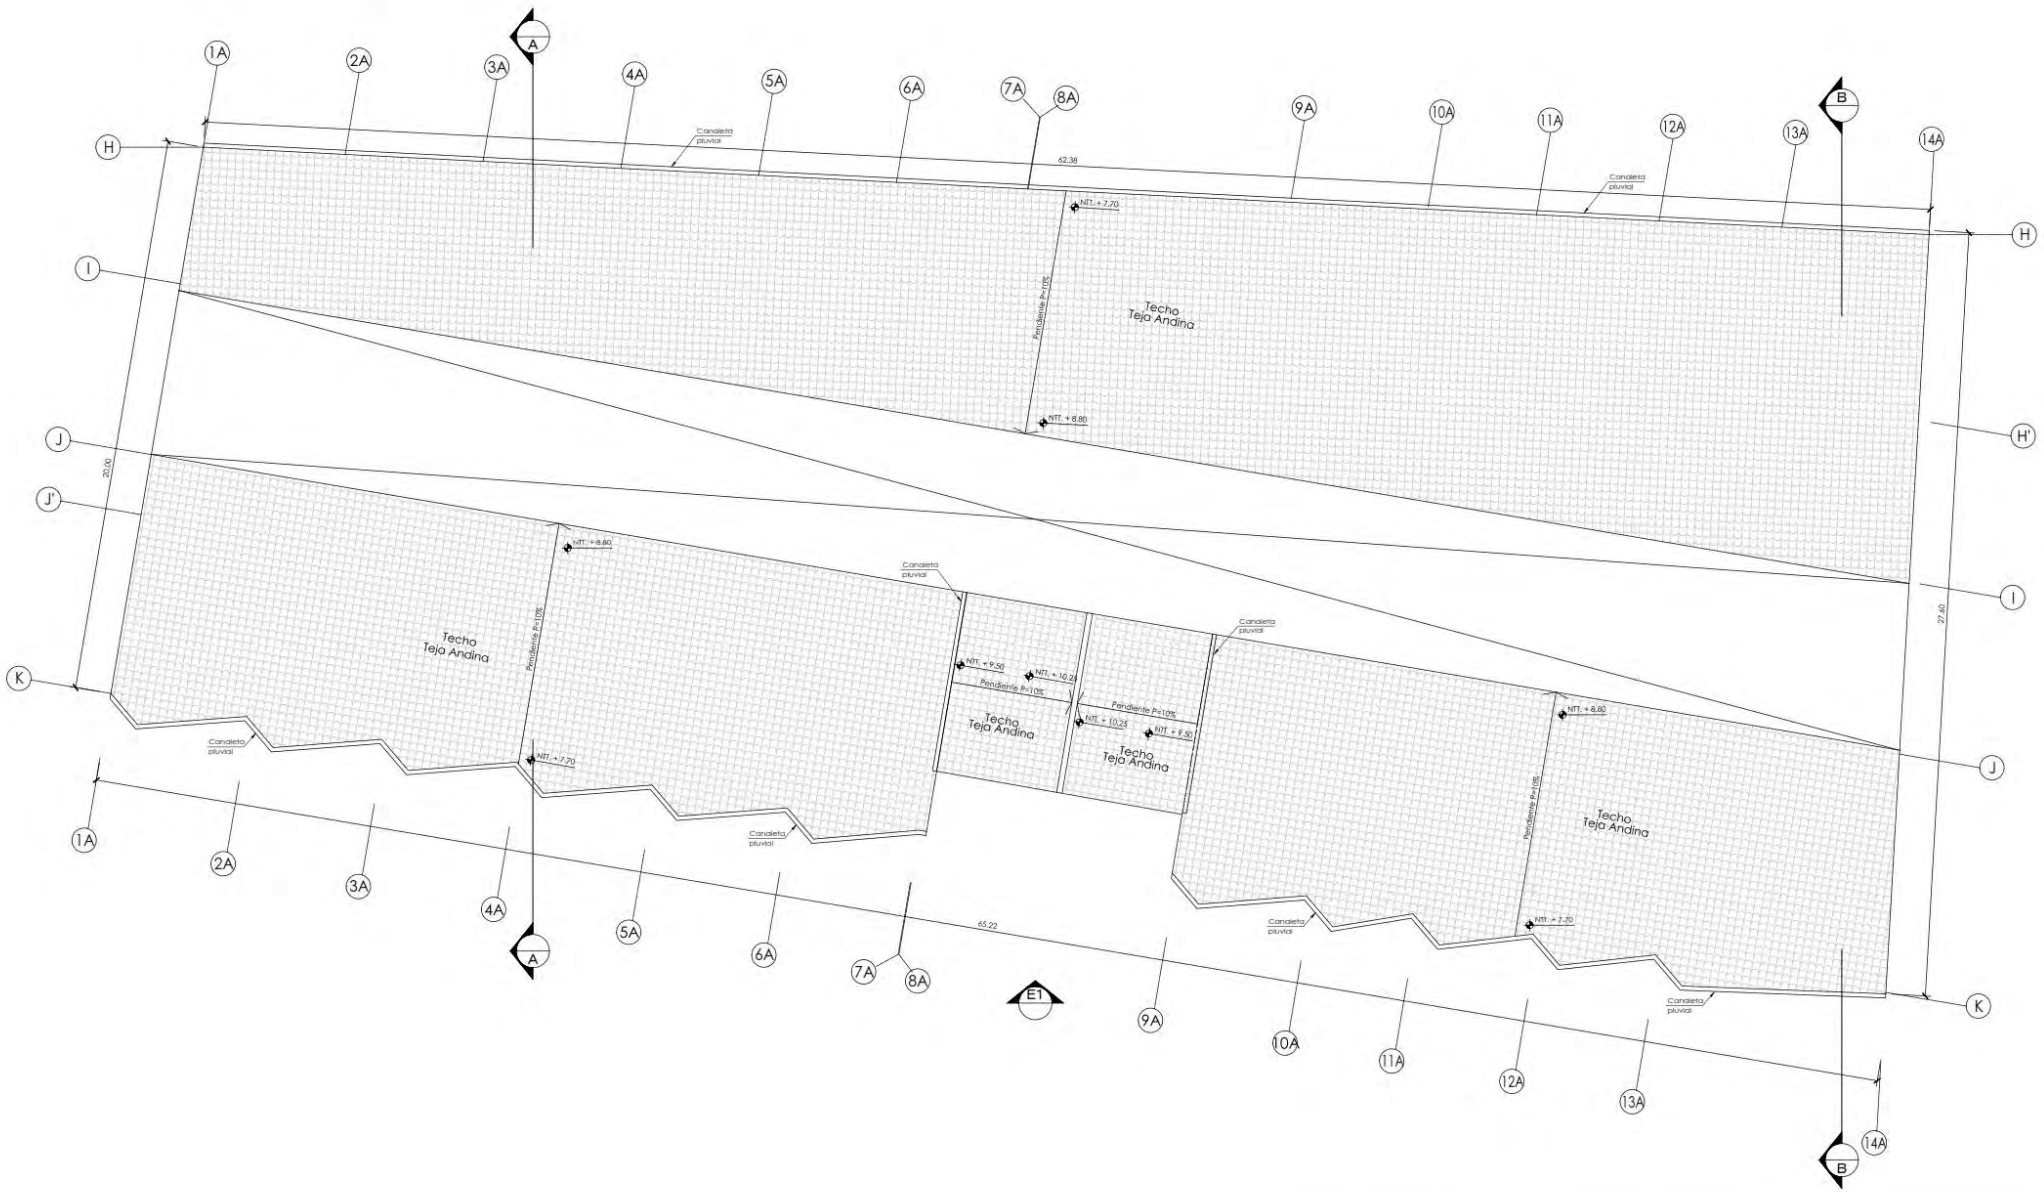 A
1A
2A
3A
4A
5A
6A
7A
8A
B
9A
10A
11A
12A
13A
14A
H
Canaleta
pluvial
62.38
Canaleta
pluvial
NTT. + 7.70
H
I
Pendiente P=10%
Techo
Teja Andina
NTT. + 8.80
H'
J
20.00
J'
NTT. + 8.80
Canaleta
pluvial
I
27.60
Canaleta
pluvial
Pendiente P=10%
Techo
Teja Andina
K
NTT. + 9.50
NTT. + 10.25
Pendiente P=10%
Pendiente P=10%
NTT. + 8.80
Techo
Teja Andina
NTT. + 10.25
NTT. + 9.50
Techo
Teja Andina
Canaleta
pluvial
NTT. + 7.70
J
Pendiente P=10%
Techo
Teja Andina
Canaleta
pluvial
1A
2A
3A
4A
5A
6A
7A
8A
A
65.22
Canaleta
pluvial
NTT. + 7.70
E1
Canaleta
pluvial
K
9A
10A
11A
12A
13A
14A
B